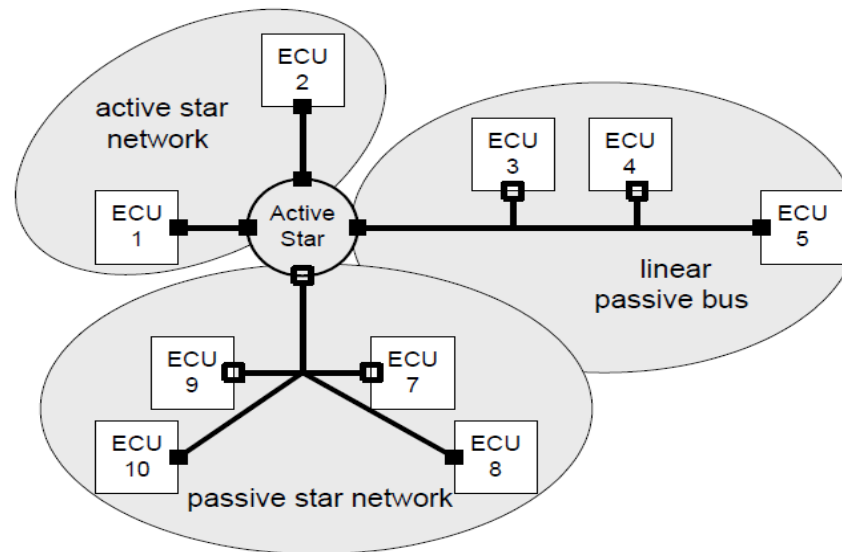 ECU
2
active star
network
ECU
3
ECU
4
ECU
1
Active
Star
ECU
5
linear
passive bus
ECU
9
ECU
7
ECU
10
ECU
8
passive star network